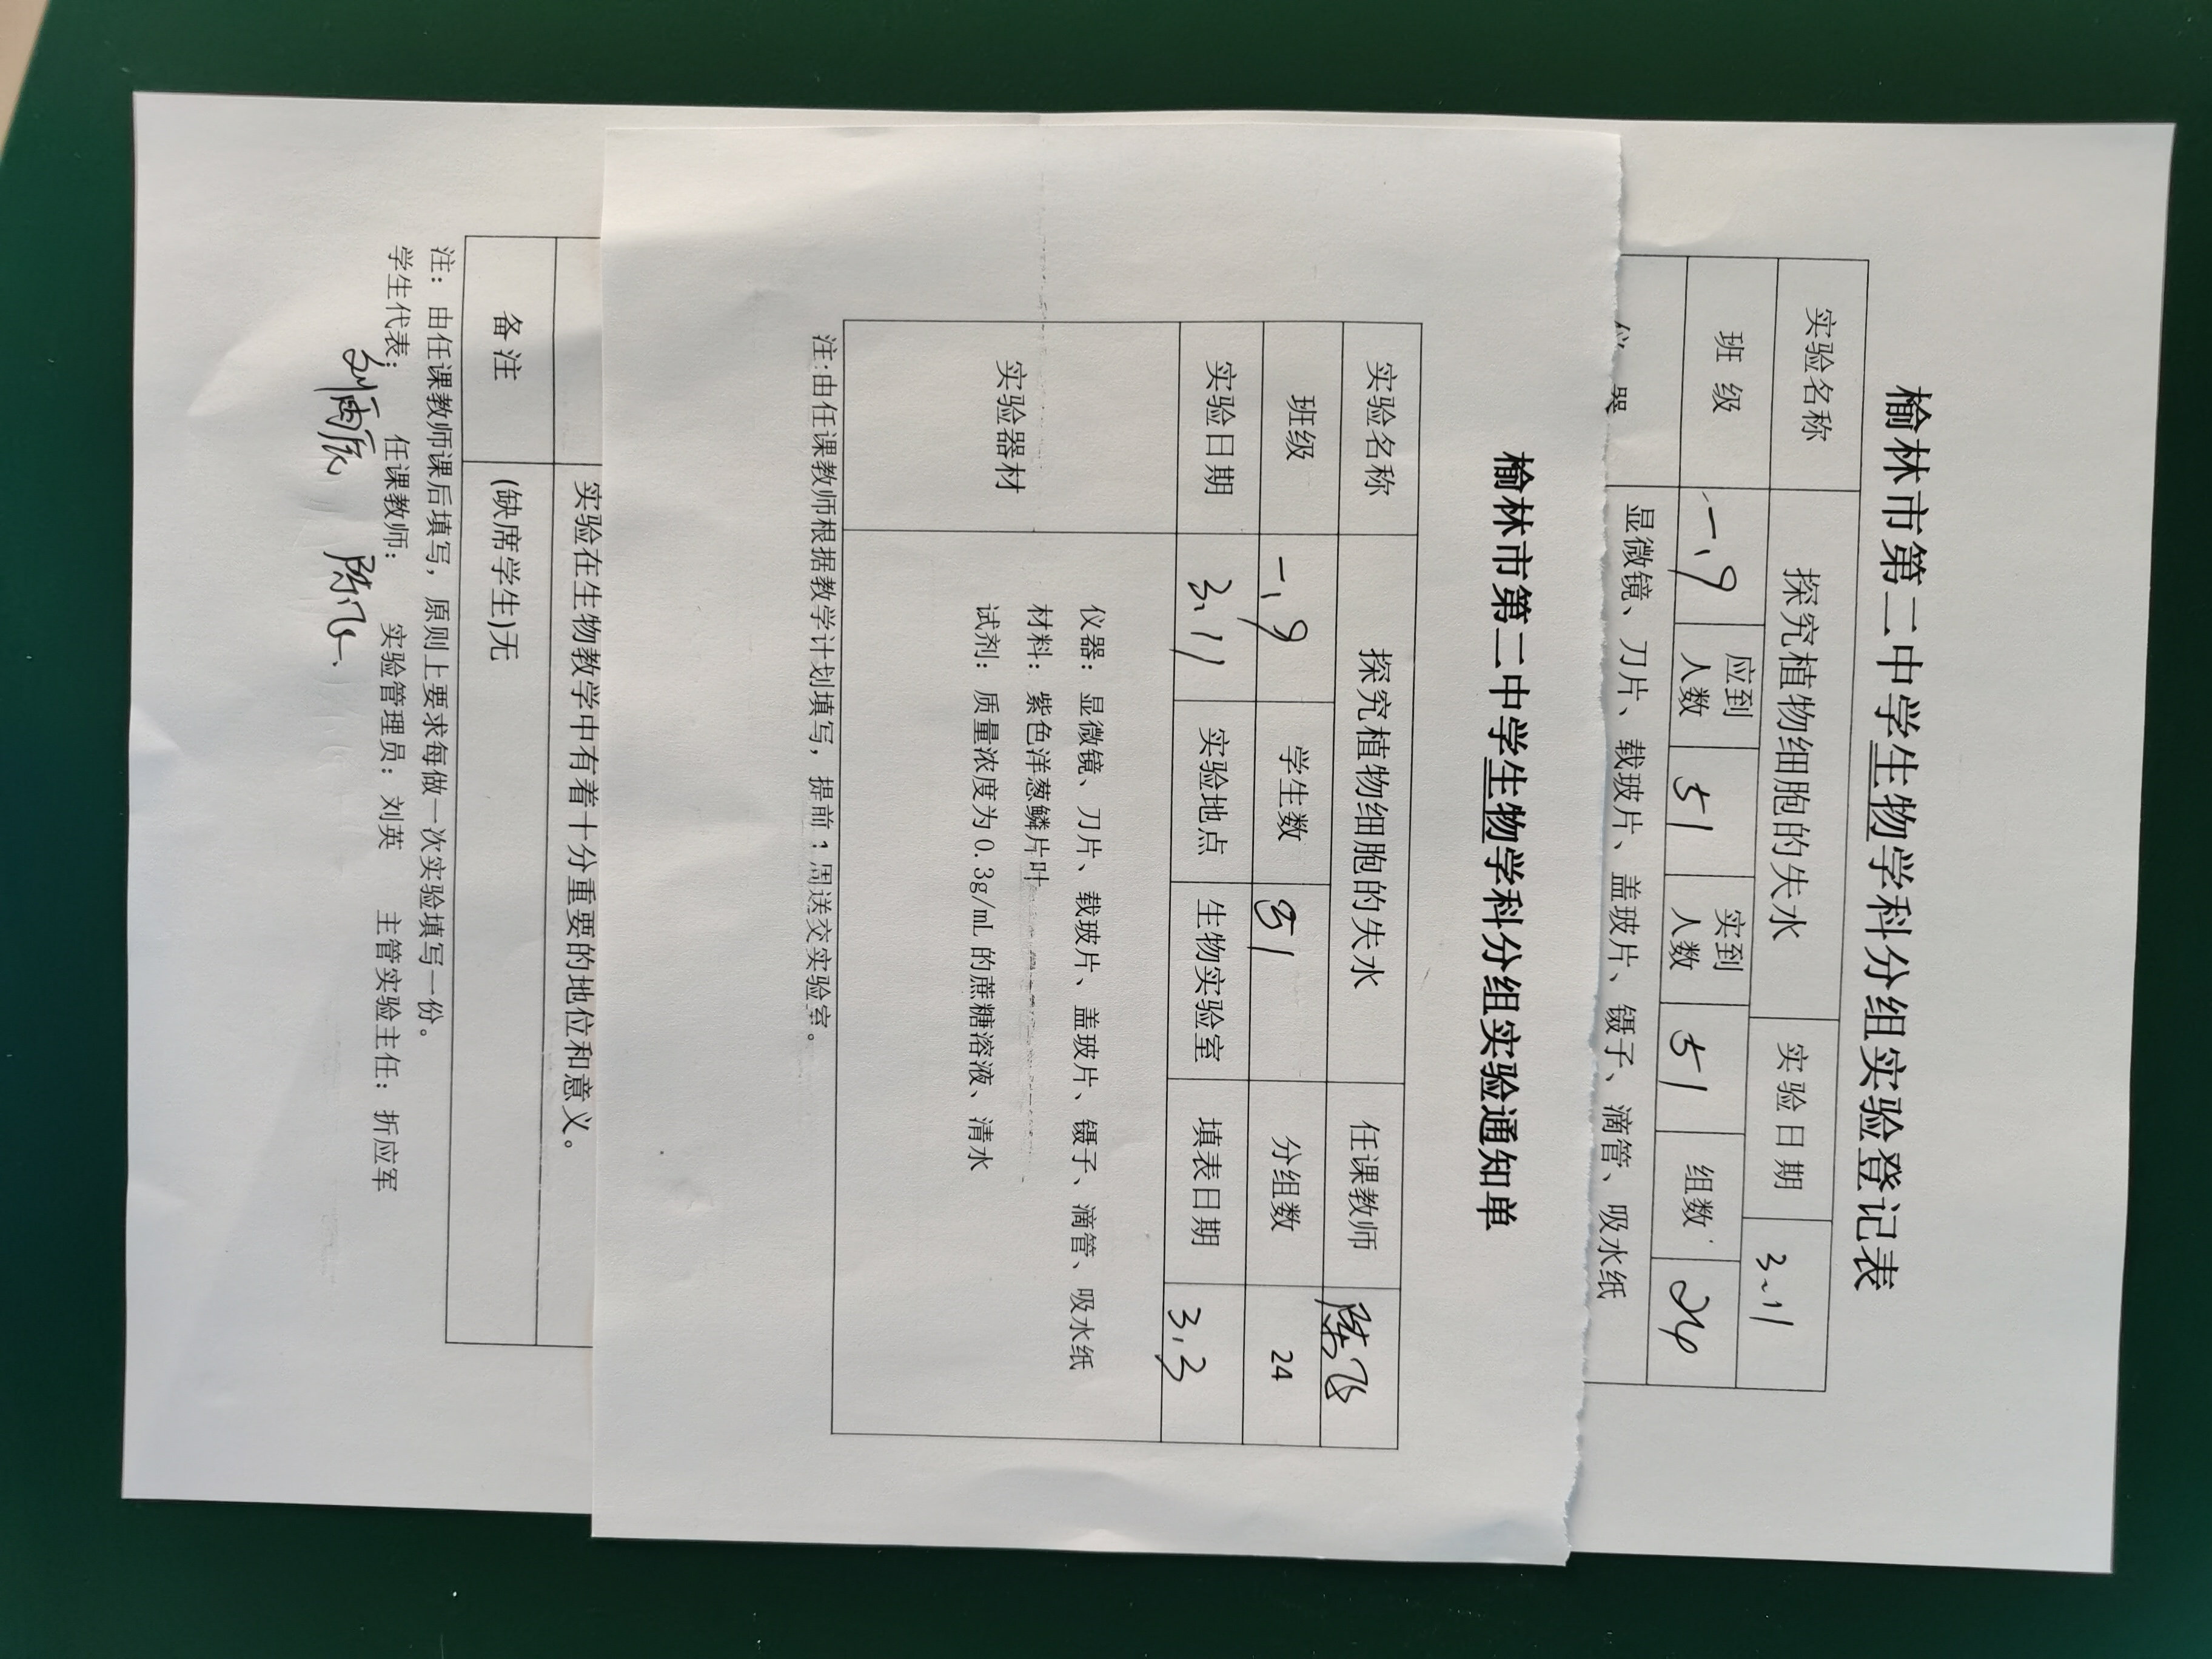 榆林市第二中学生物学科分组实验登记表
实验名称 探究植物细胞的失水 实验日期 3.11
班 级 一.9 应到人数 51 实到人数 51 组数 24
仪 器 显微镜、刀片、载玻片、盖玻片、镊子、滴管、吸水纸
榆林市第二中学生物学科分组实验通知单
实验名称 探究植物细胞的失水 任课教师 陈飞
班级 一.9 学生数 51 分组数 24
实验日期 3.11 实验地点 生物实验室 填表日期 3.3
实验器材
仪器：显微镜、刀片、载玻片、盖玻片、镊子、滴管、吸水纸
材料：紫色洋葱鳞片叶
试剂：质量浓度为0.3g/mL的蔗糖溶液、清水
注:由任课教师根据教学计划填写，提前1周送交实验室。
实验在生物教学中有着十分重要的地位和意义。
备注 (缺席学生)无
注：由任课教师课后填写，原则上要求每做一次实验填写一份。
学生代表： 任课教师： 实验管理员：刘英 主管实验主任：折应军
刘雨辰 陈飞